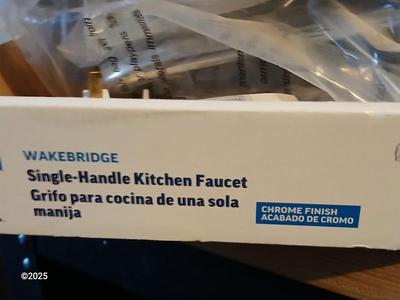 WAKEBRIDGE
Single-Handle Kitchen Faucet
Grifo para cocina de una sola
manija
CHROME FINISH
ACABADO DE CROMO
©2025